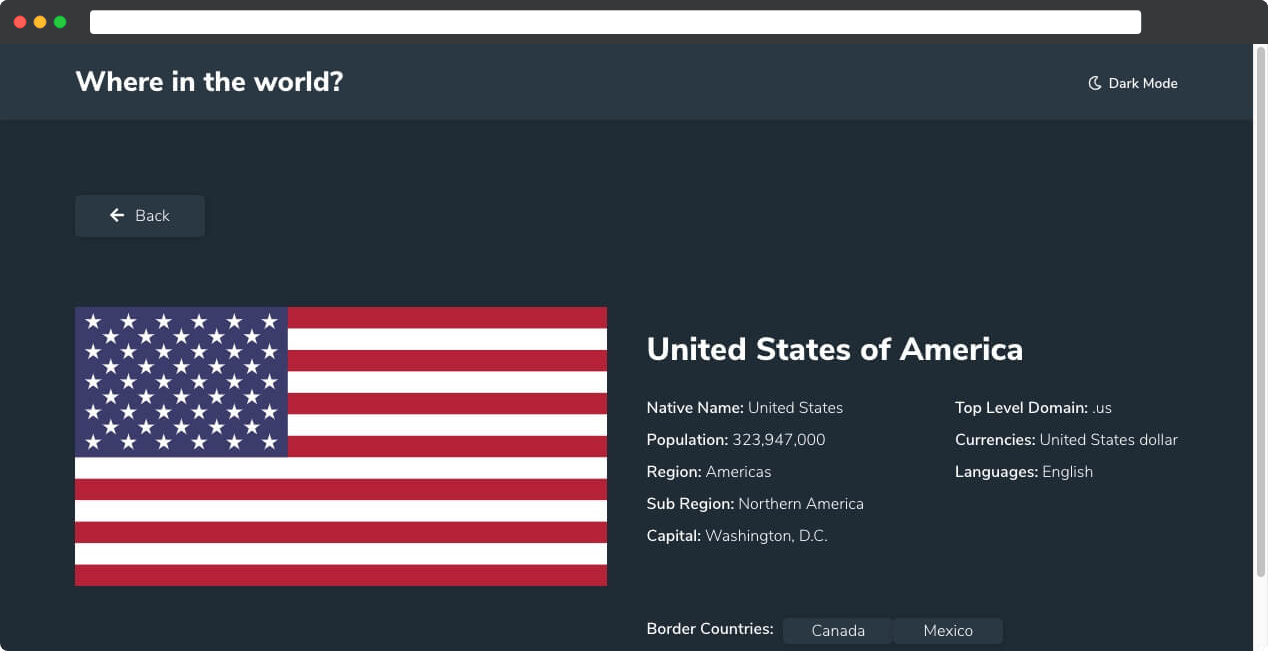 Where in the world?
Dark Mode
Back
United States of America
Native Name: United States
Population: 323,947,000
Region: Americas
Sub Region: Northern America
Capital: Washington, D.C.
Top Level Domain: .us
Currencies: United States dollar
Languages: English
Border Countries: Canada Mexico